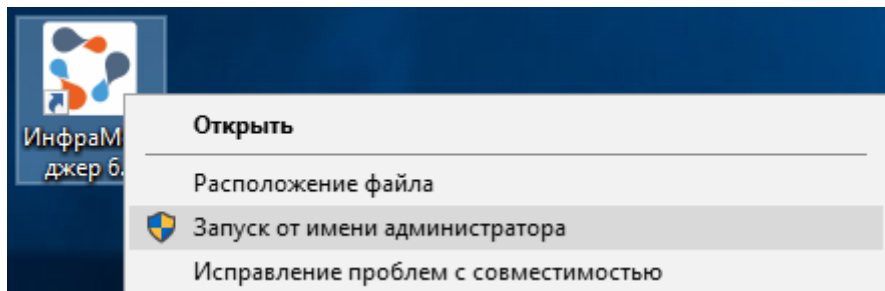 ИнфраМ
джер 6.
Открыть
Расположение файла
Запуск от имени администратора
Исправление проблем с совместимостью